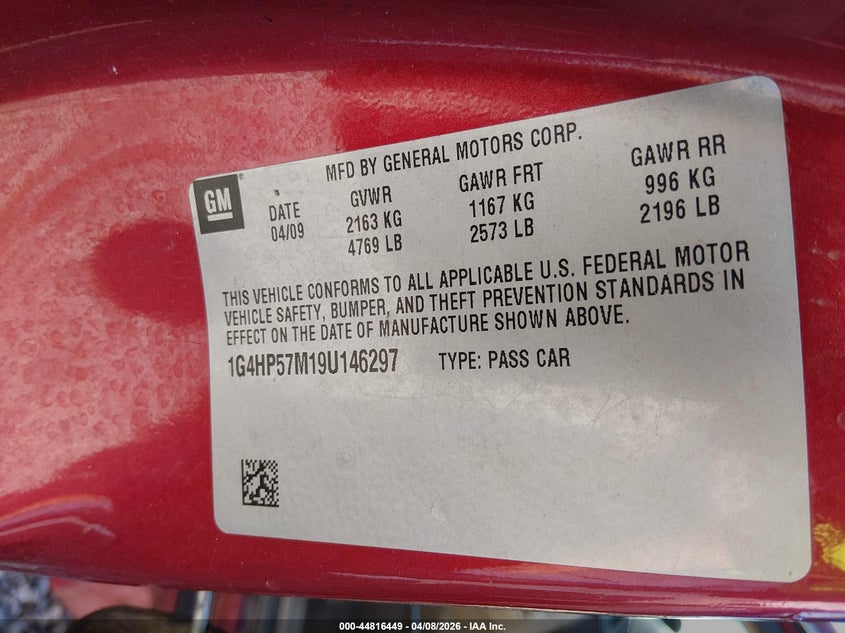 MFD BY GENERAL MOTORS CORP.
GM
DATE GVWR GAWR FRT GAWR RR
04/09 2163 KG 1167 KG 996 KG
4769 LB 2573 LB 2196 LB
THIS VEHICLE CONFORMS TO ALL APPLICABLE U.S. FEDERAL MOTOR
VEHICLE SAFETY, BUMPER, AND THEFT PREVENTION STANDARDS IN
EFFECT ON THE DATE OF MANUFACTURE SHOWN ABOVE.
1G4HP57M19U146297 TYPE: PASS CAR
000-44816449 - 04/08/2026 - IAA Inc.